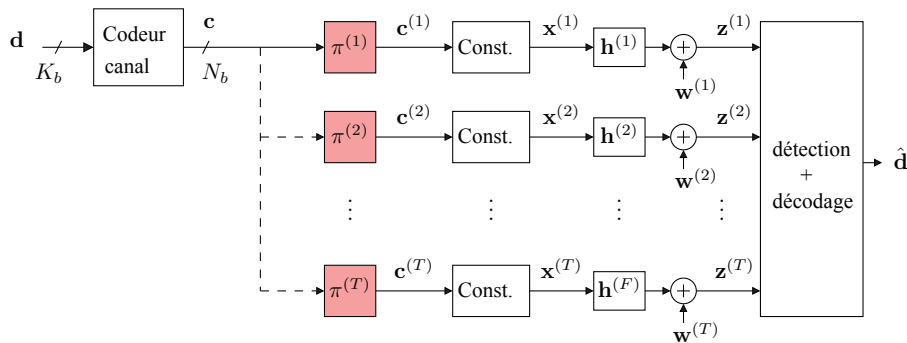 d
K_b
Codeur
canal
c
N_b
π^{(1)}
c^{(1)}
Const.
x^{(1)}
h^{(1)}
+
w^{(1)}
z^{(1)}
π^{(2)}
c^{(2)}
Const.
x^{(2)}
h^{(2)}
+
w^{(2)}
z^{(2)}
⋮ ⋮ ⋮ ⋮
π^{(T)}
c^{(T)}
Const.
x^{(T)}
h^{(F)}
+
w^{(T)}
z^{(T)}
détection
+
décodage
d̂